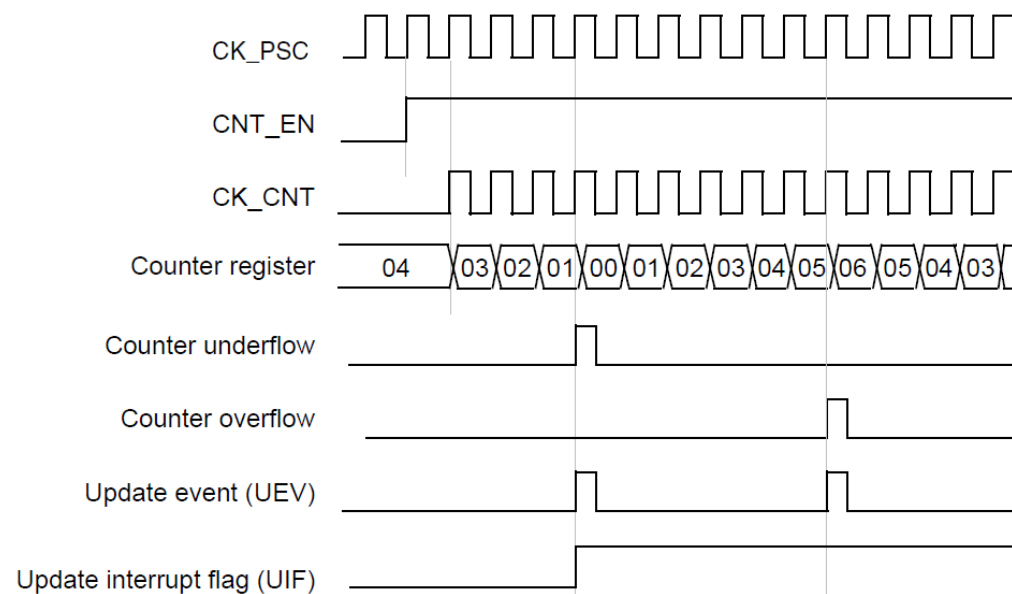 CK_PSC
CNT_EN
CK_CNT
Counter register 04 03 02 01 00 01 02 03 04 05 06 05 04 03
Counter underflow
Counter overflow
Update event (UEV)
Update interrupt flag (UIF)